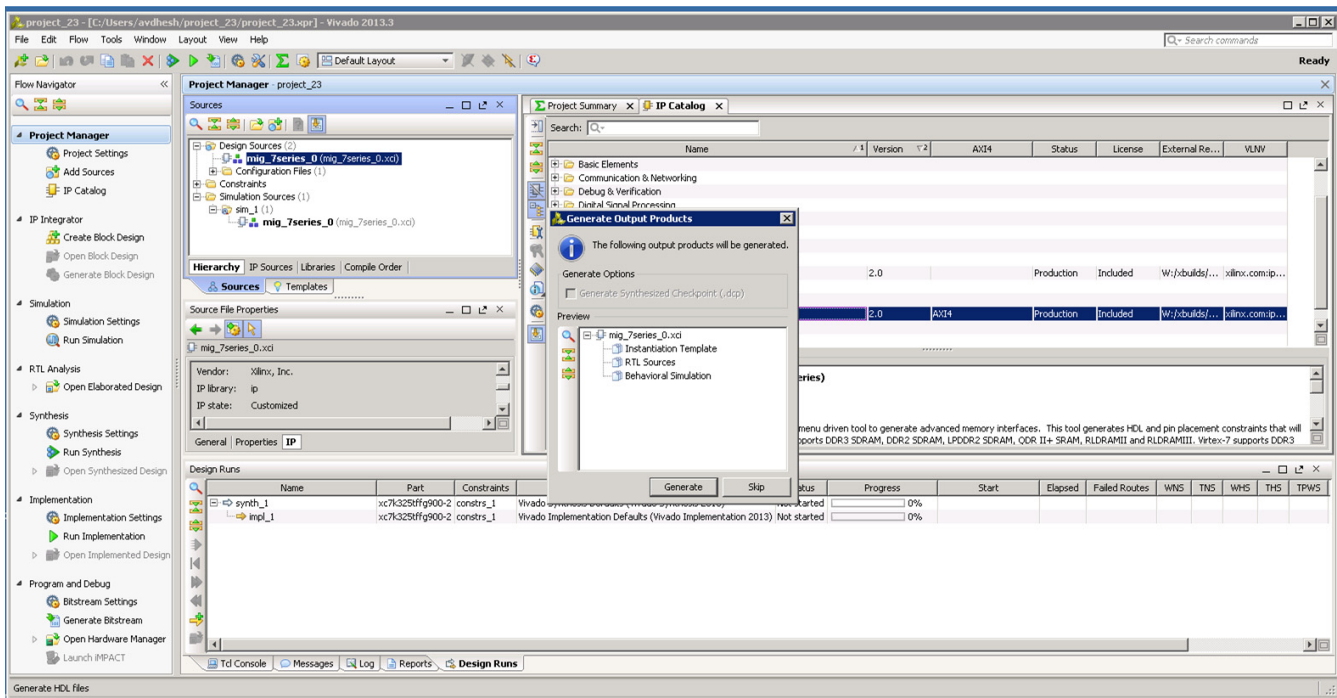 project_23 - [C:/Users/avdhesh/project_23/project_23.xpr] - Vivado 2013.3
File Edit Flow Tools Window Layout View Help
Search commands
Default Layout
Ready
Flow Navigator
Project Manager
Project Settings
Add Sources
IP Catalog
IP Integrator
Create Block Design
Open Block Design
Generate Block Design
Simulation
Simulation Settings
Run Simulation
RTL Analysis
Open Elaborated Design
Synthesis
Synthesis Settings
Run Synthesis
Open Synthesized Design
Implementation
Implementation Settings
Run Implementation
Open Implemented Design
Program and Debug
Bitstream Settings
Generate Bitstream
Open Hardware Manager
Launch iMPACT
Project Manager - project_23
Sources
Design Sources (2)
mig_7series_0 (mig_7series_0.xci)
Configuration Files (1)
Constraints
Simulation Sources (1)
sim_1 (1)
mig_7series_0 (mig_7series_0.xci)
Hierarchy IP Sources Libraries Compile Order
Sources Templates
Source File Properties
mig_7series_0.xci
Vendor: Xilinx, Inc.
IP library: ip
IP state: Customized
General Properties IP
Project Summary IP Catalog
Search:
Name 1 Version 2 AXI4 Status License External Re... VLNV
Basic Elements
Communication & Networking
Debug & Verification
Digital Signal Processing
2.0 Production Included W:/xbuilds/... xilinx.com:ip...
2.0 AXI4 Production Included W:/xbuilds/... xilinx.com:ip...
eries)
menu driven tool to generate advanced memory interfaces. This tool generates HDL and pin placement constraints that will
pports DDR3 SDRAM, DDR2 SDRAM, LPDDR2 SDRAM, QDR II+ SRAM, RLDRAMII and RLDRAMIII. Virtex-7 supports DDR3
Generate Output Products
The following output products will be generated.
Generate Options
Generate Synthesized Checkpoint (.dcp)
Preview
mig_7series_0.xci
Instantiation Template
RTL Sources
Behavioral Simulation
Generate Skip
Design Runs
Name Part Constraints atus Progress Start Elapsed Failed Routes WNS TNS WHS THS TPWS
synth_1 xc7k325tffg900-2 constrs_1 Vivado Synthesis Defaults (Vivado Synthesis 2013) Not started 0%
impl_1 xc7k325tffg900-2 constrs_1 Vivado Implementation Defaults (Vivado Implementation 2013) Not started 0%
Tcl Console Messages Log Reports Design Runs
Generate HDL files